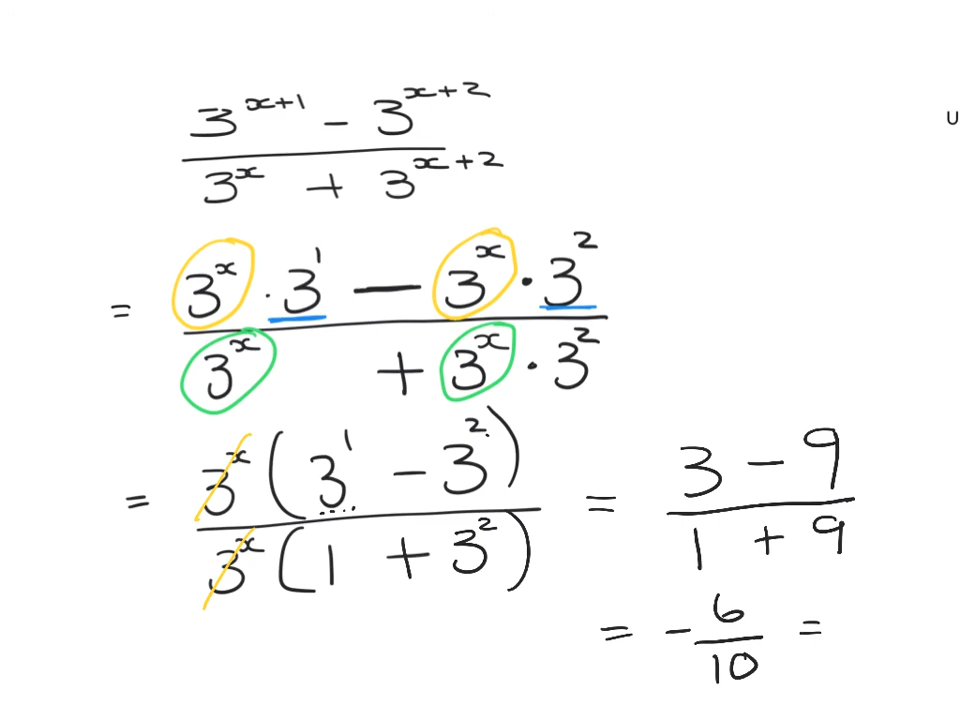 3^{x+1} - 3^{x+2}
3^x + 3^{x+2}
U
= 3^x · 3^1 — 3^x · 3^2
3^x + 3^x · 3^2
= 3^x (3^1 - 3^2) = 3 - 9
3^x (1 + 3^2) 1 + 9
= - 6/10 =